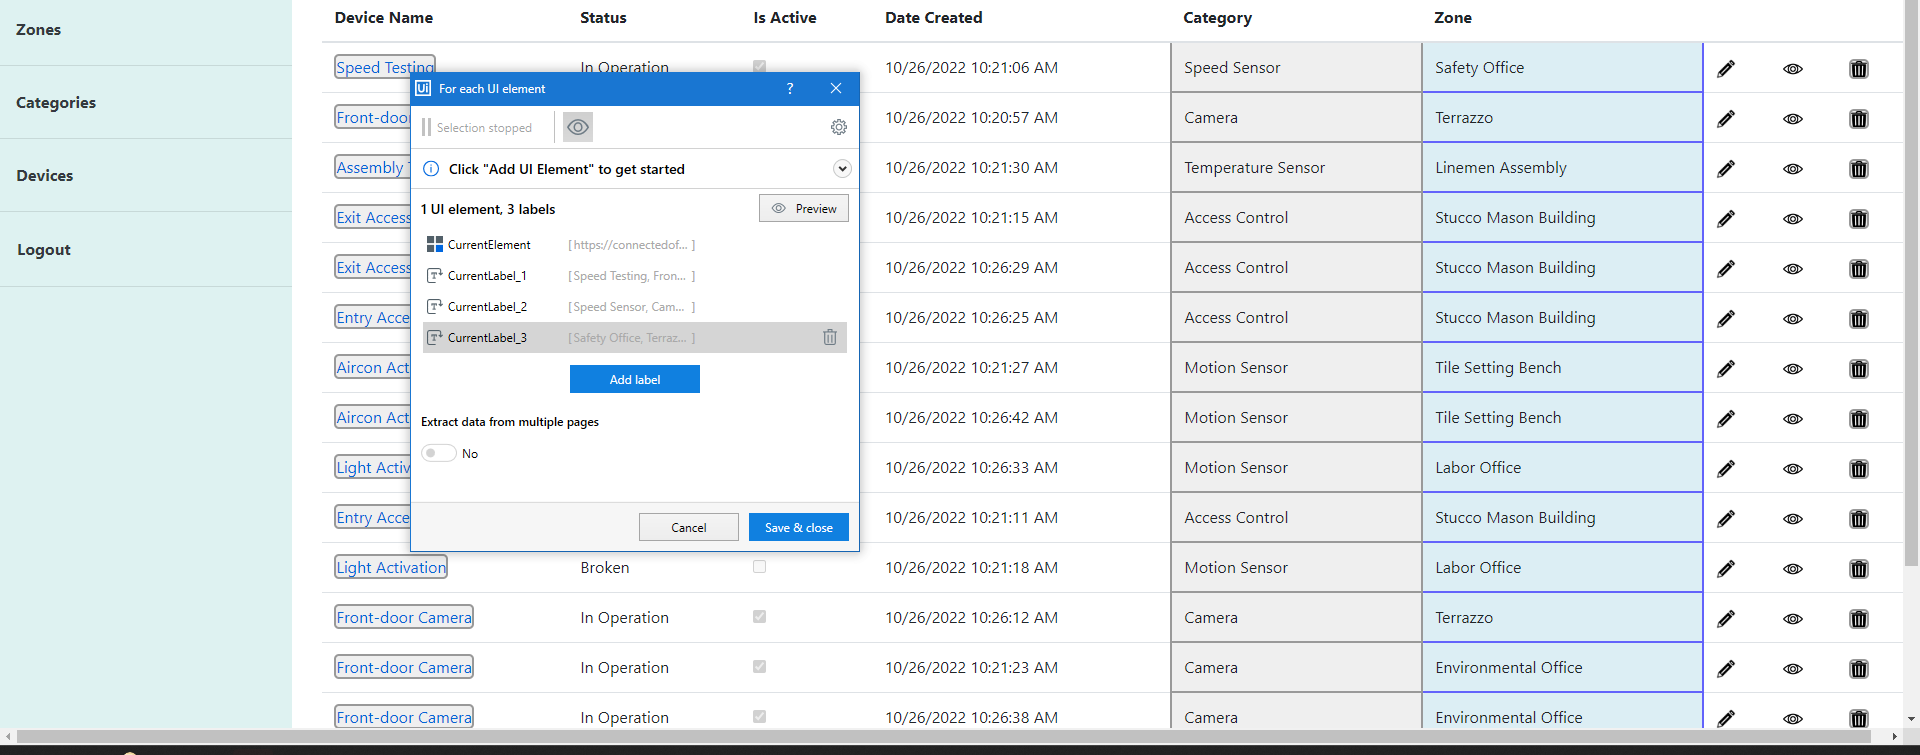 Zones
Categories
Devices
Logout
Device Name Status Is Active Date Created Category Zone
Speed Testing In Operation 10/26/2022 10:21:06 AM Speed Sensor Safety Office
Front-doo 10/26/2022 10:20:57 AM Camera Terrazzo
Assembly 10/26/2022 10:21:30 AM Temperature Sensor Linemen Assembly
Exit Access 10/26/2022 10:21:15 AM Access Control Stucco Mason Building
Exit Access 10/26/2022 10:26:29 AM Access Control Stucco Mason Building
Entry Acce 10/26/2022 10:26:25 AM Access Control Stucco Mason Building
Aircon Act 10/26/2022 10:21:27 AM Motion Sensor Tile Setting Bench
Aircon Act 10/26/2022 10:26:42 AM Motion Sensor Tile Setting Bench
Light Activ 10/26/2022 10:26:33 AM Motion Sensor Labor Office
Entry Acce 10/26/2022 10:21:11 AM Access Control Stucco Mason Building
Light Activation Broken 10/26/2022 10:21:18 AM Motion Sensor Labor Office
Front-door Camera In Operation 10/26/2022 10:26:12 AM Camera Terrazzo
Front-door Camera In Operation 10/26/2022 10:21:23 AM Camera Environmental Office
Front-door Camera In Operation 10/26/2022 10:26:38 AM Camera Environmental Office
Ui For each UI element ?
Selection stopped
Click "Add UI Element" to get started
1 UI element, 3 labels Preview
CurrentElement [ https://connectedof... ]
CurrentLabel_1 [ Speed Testing, Fron... ]
CurrentLabel_2 [ Speed Sensor, Cam... ]
CurrentLabel_3 [ Safety Office, Terraz... ]
Add label
Extract data from multiple pages
No
Cancel Save & close